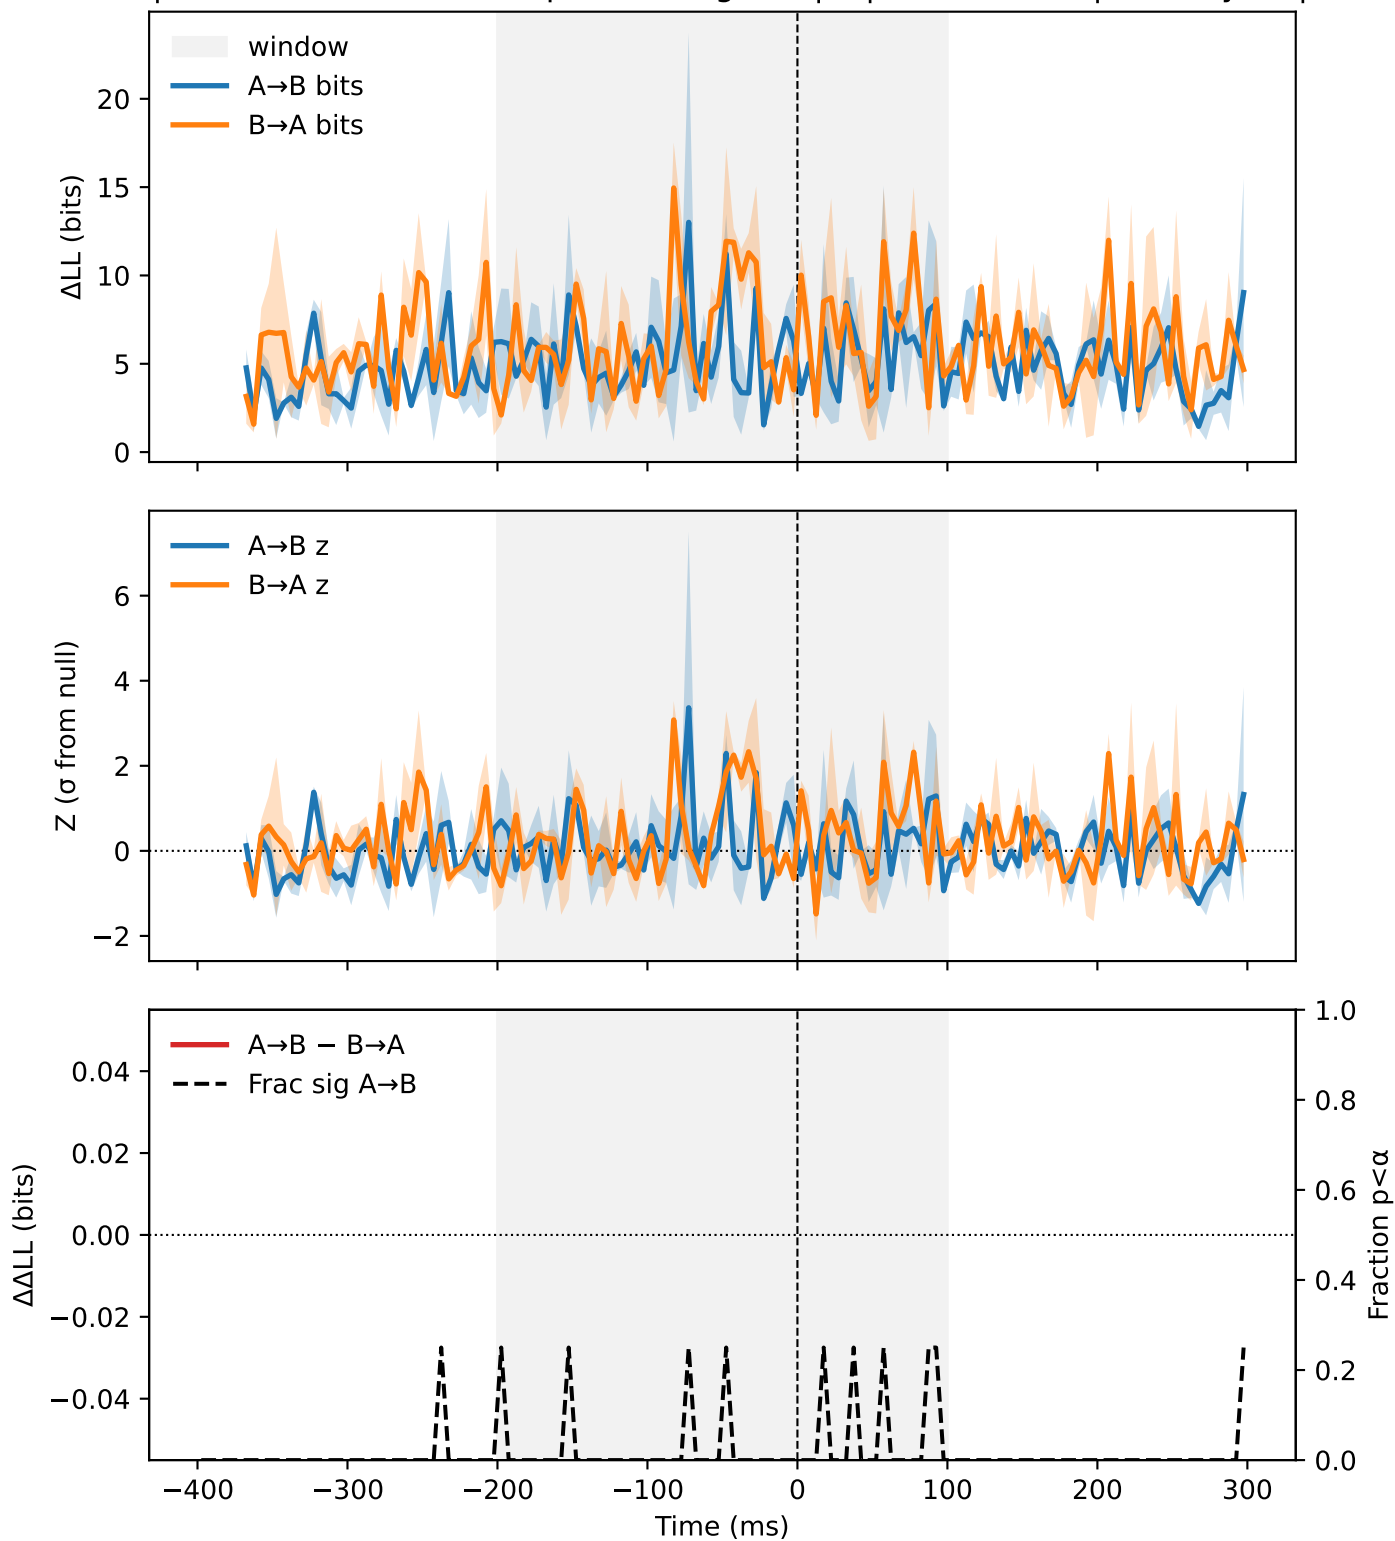 window
A→B bits
B→A bits
20
15
10
5
0
ΔLL (bits)
A→B z
B→A z
6
4
2
0
−2
Z (σ from null)
A→B − B→A
Frac sig A→B
0.04
0.02
0.00
−0.02
−0.04
ΔΔLL (bits)
1.0
0.8
0.6
0.4
0.2
0.0
Fraction p<α
−400 −300 −200 −100 0 100 200 300
Time (ms)